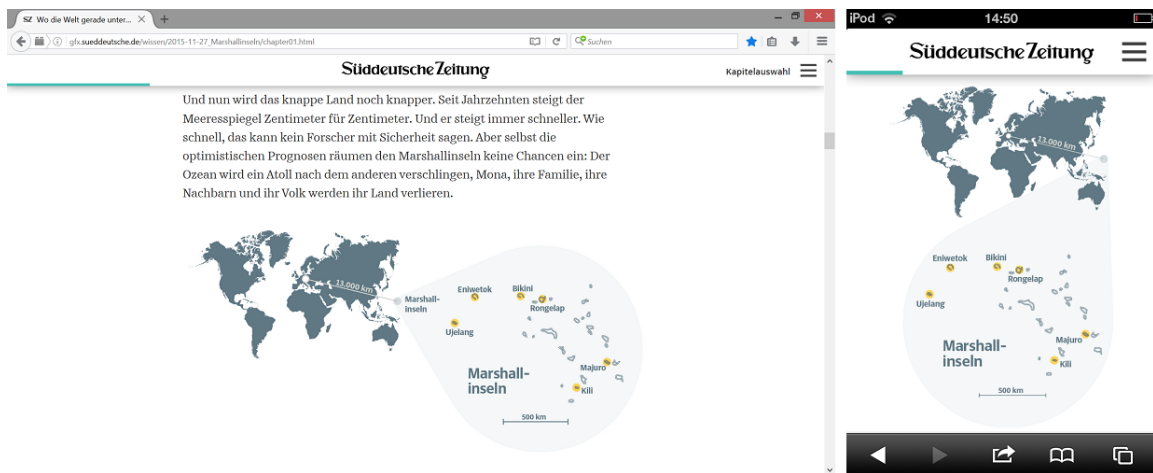 SZ Wo die Welt gerade unter...
gfx.sueddeutsche.de/wissen/2015-11-27_Marshallinseln/chapter01.html
Suchen
Süddeutsche Zeitung
Kapitelauswahl
Und nun wird das knappe Land noch knapper. Seit Jahrzehnten steigt der
Meeresspiegel Zentimeter für Zentimeter. Und er steigt immer schneller. Wie
schnell, das kann kein Forscher mit Sicherheit sagen. Aber selbst die
optimistischen Prognosen räumen den Marshallinseln keine Chancen ein: Der
Ozean wird ein Atoll nach dem anderen verschlingen, Mona, ihre Familie, ihre
Nachbarn und ihr Volk werden ihr Land verlieren.
13.000 km
Marshall-
inseln
Eniwetok
Bikini
Rongelap
Ujelang
Marshall-
inseln
Majuro
Kili
500 km
iPod
14:50
Süddeutsche Zeitung
13.000 km
Eniwetok
Bikini
Rongelap
Ujelang
Marshall-
inseln
Majuro
Kili
500 km